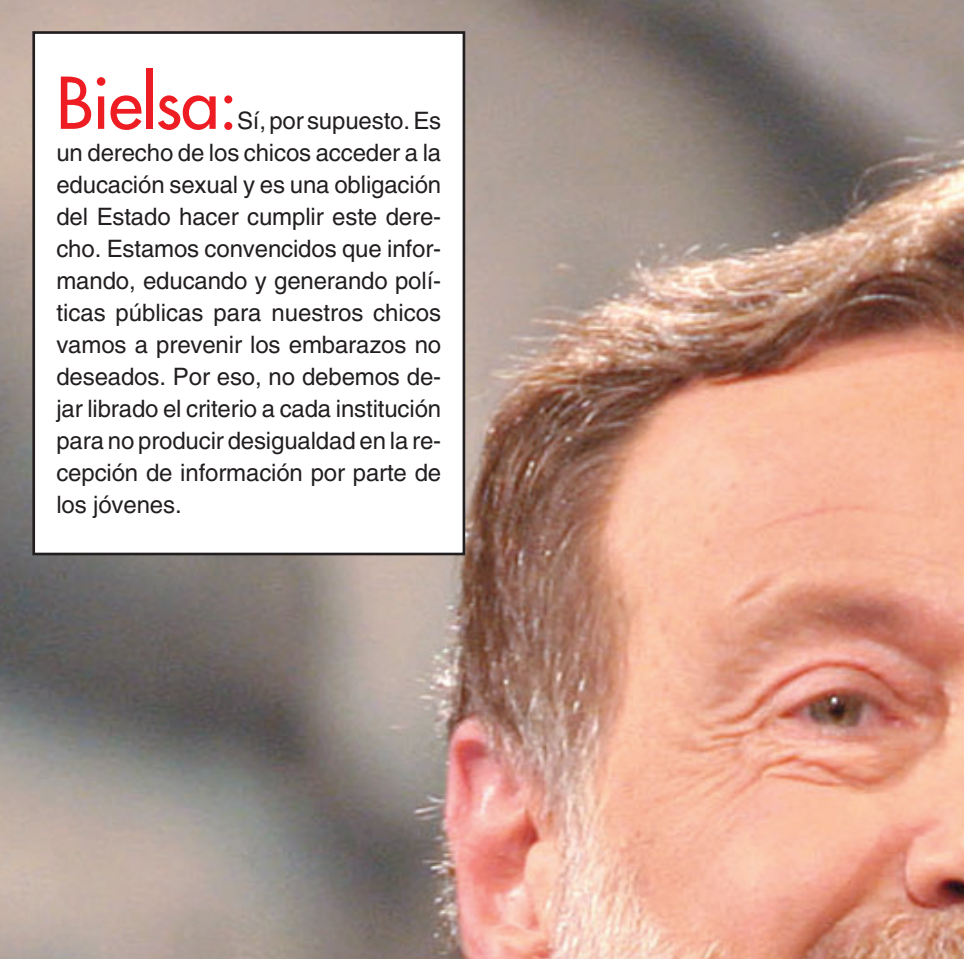 Bielsa: Sí, por supuesto. Es
un derecho de los chicos acceder a la
educación sexual y es una obligación
del Estado hacer cumplir este dere-
cho. Estamos convencidos que infor-
mando, educando y generando polí-
ticas públicas para nuestros chicos
vamos a prevenir los embarazos no
deseados. Por eso, no debemos de-
jar librado el criterio a cada institución
para no producir desigualdad en la re-
cepción de información por parte de
los jóvenes.